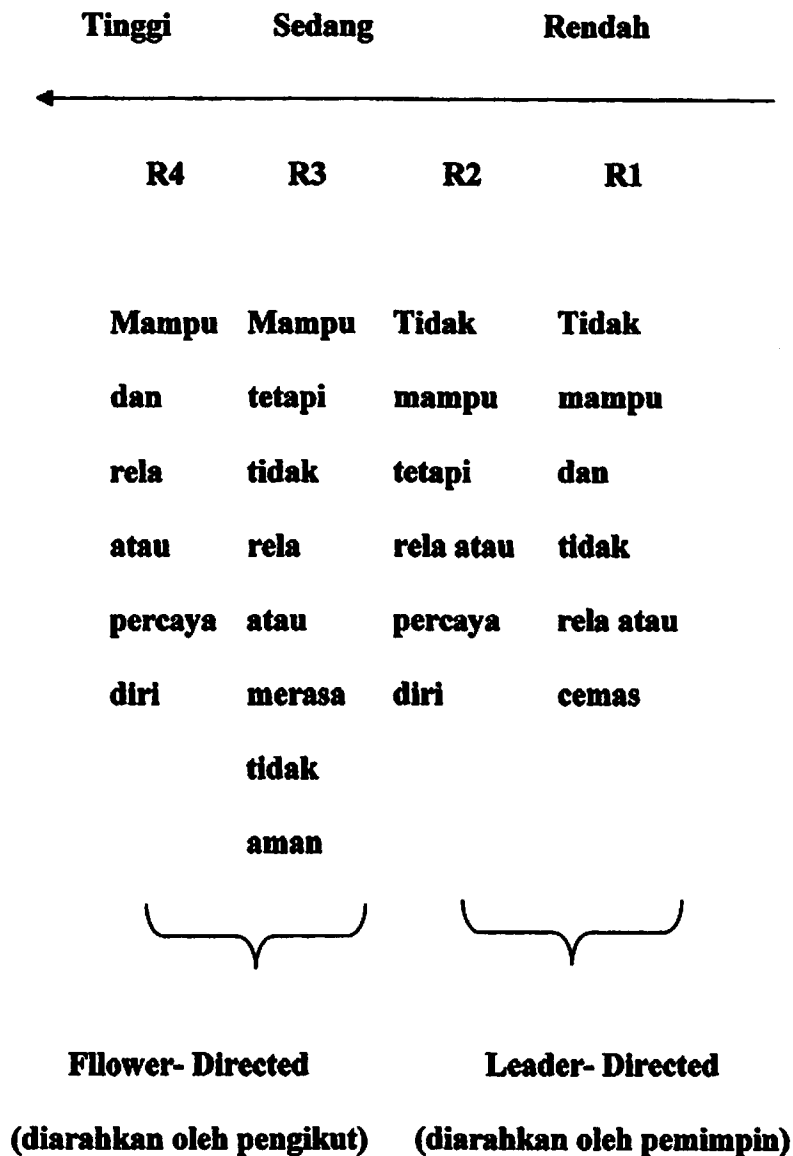 Tinggi Sedang Rendah
R4 R3 R2 R1
Mampu Mampu Tidak Tidak
dan tetapi mampu mampu
rela tidak tetapi dan
atau rela rela atau tidak
percaya atau percaya rela atau
diri merasa diri cemas
tidak
aman
Fllower- Directed Leader- Directed
(diarahkan oleh pengikut) (diarahkan oleh pemimpin)